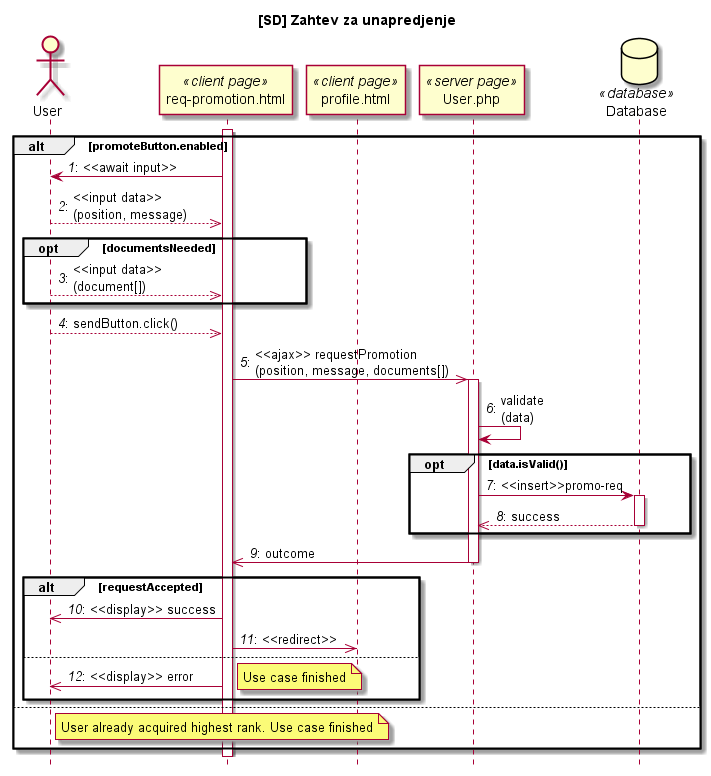 [SD] Zahtev za unapredjenje
User
«client page»
req-promotion.html
«client page»
profile.html
«server page»
User.php
«database»
Database
alt [promoteButton.enabled]
1: <<await input>>
2: <<input data>>
(position, message)
opt [documentsNeeded]
3: <<input data>>
(document[])
4: sendButton.click()
5: <<ajax>> requestPromotion
(position, message, documents[])
6: validate
(data)
opt [data.isValid()]
7: <<insert>>promo-req
8: success
9: outcome
alt [requestAccepted]
10: <<display>> success
11: <<redirect>>
12: <<display>> error
Use case finished
User already acquired highest rank. Use case finished